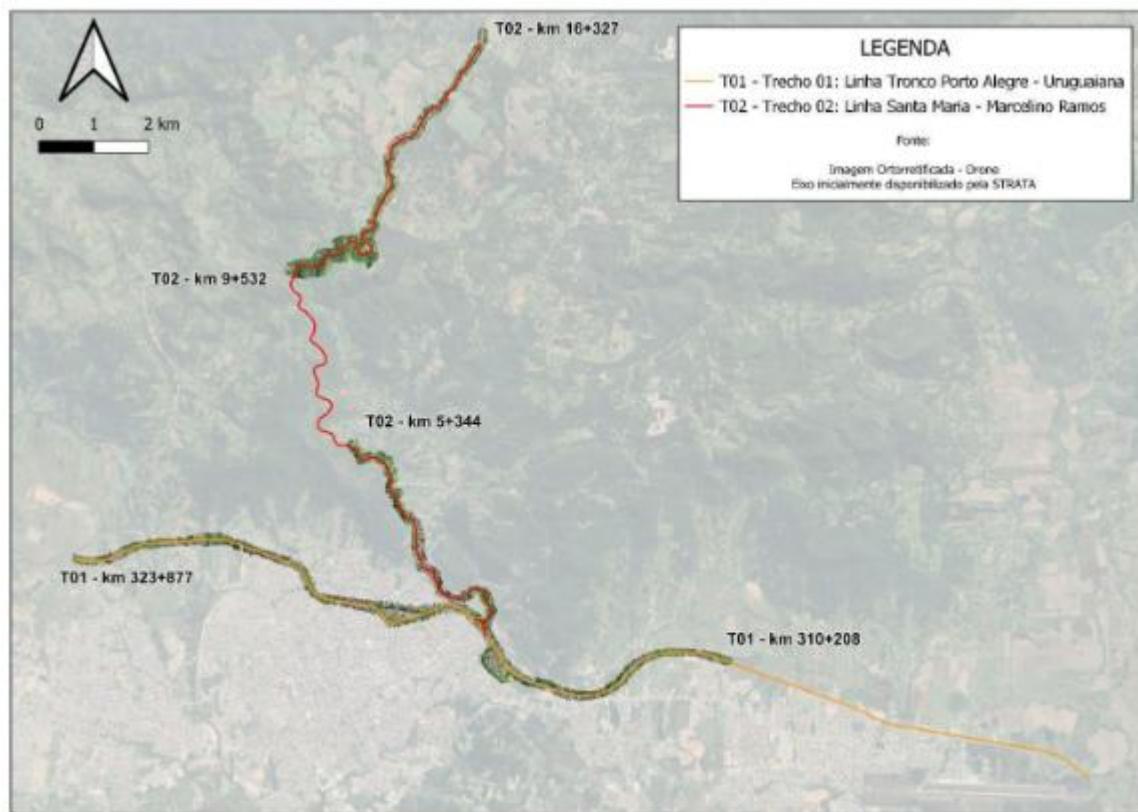 T02 - km 16+327
LEGENDA
T01 - Trecho 01: Linha Tronco Porto Alegre - Uruguaiana
T02 - Trecho 02: Linha Santa Maria - Marcelino Ramos
Fonte:
Imagem Ortorretificada - Drone
Eixo inicialmente disponibilizado pela STRATA
0 1 2 km
T02 - km 9+532
T02 - km 5+344
T01 - km 323+877
T01 - km 310+208